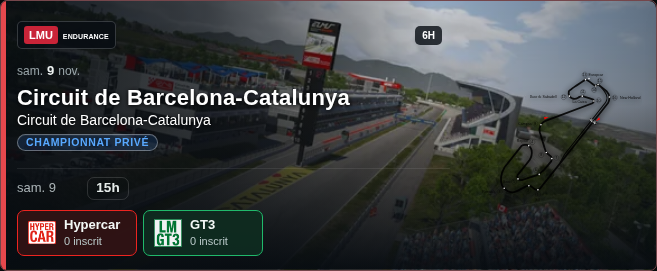 LMU ENDURANCE
6H
sam. 9 nov.
Circuit de Barcelona-Catalunya
Circuit de Barcelona-Catalunya
CHAMPIONNAT PRIVÉ
sam. 9 15h
HYPER CAR Hypercar
0 inscrit
LM GT3 GT3
0 inscrit